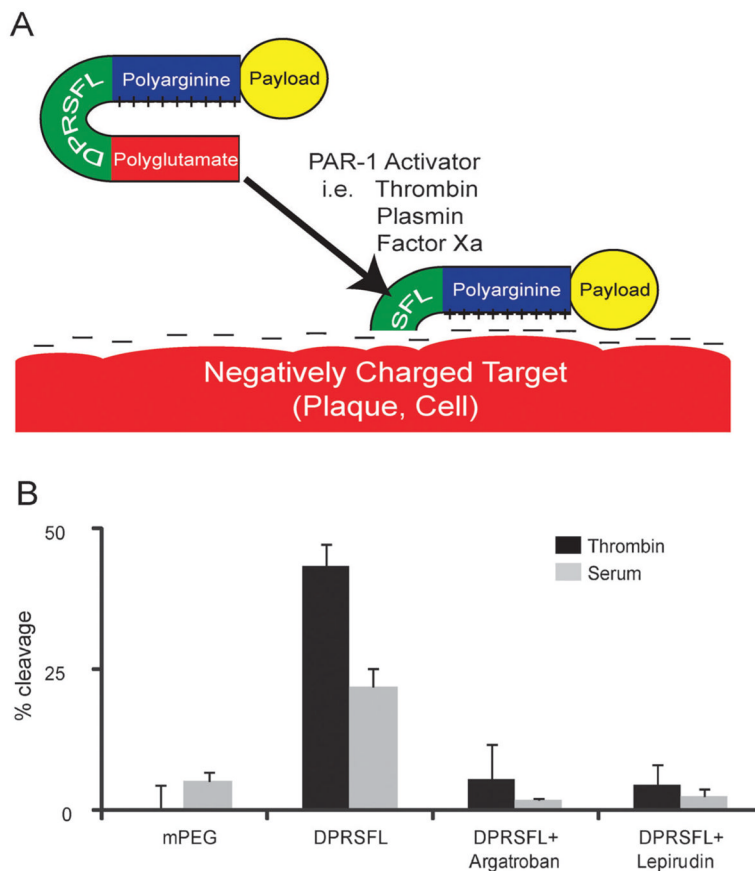 A
DPRSFL
Polyarginine
Payload
+ + + + + + + + +
Polyglutamate
PAR-1 Activator
i.e. Thrombin
Plasmin
Factor Xa
SFL
Polyarginine
Payload
+ + + + + + + + +
Negatively Charged Target
(Plaque, Cell)
B
50
25
0
% cleavage
Thrombin
Serum
mPEG
DPRSFL
DPRSFL+
Argatroban
DPRSFL+
Lepirudin